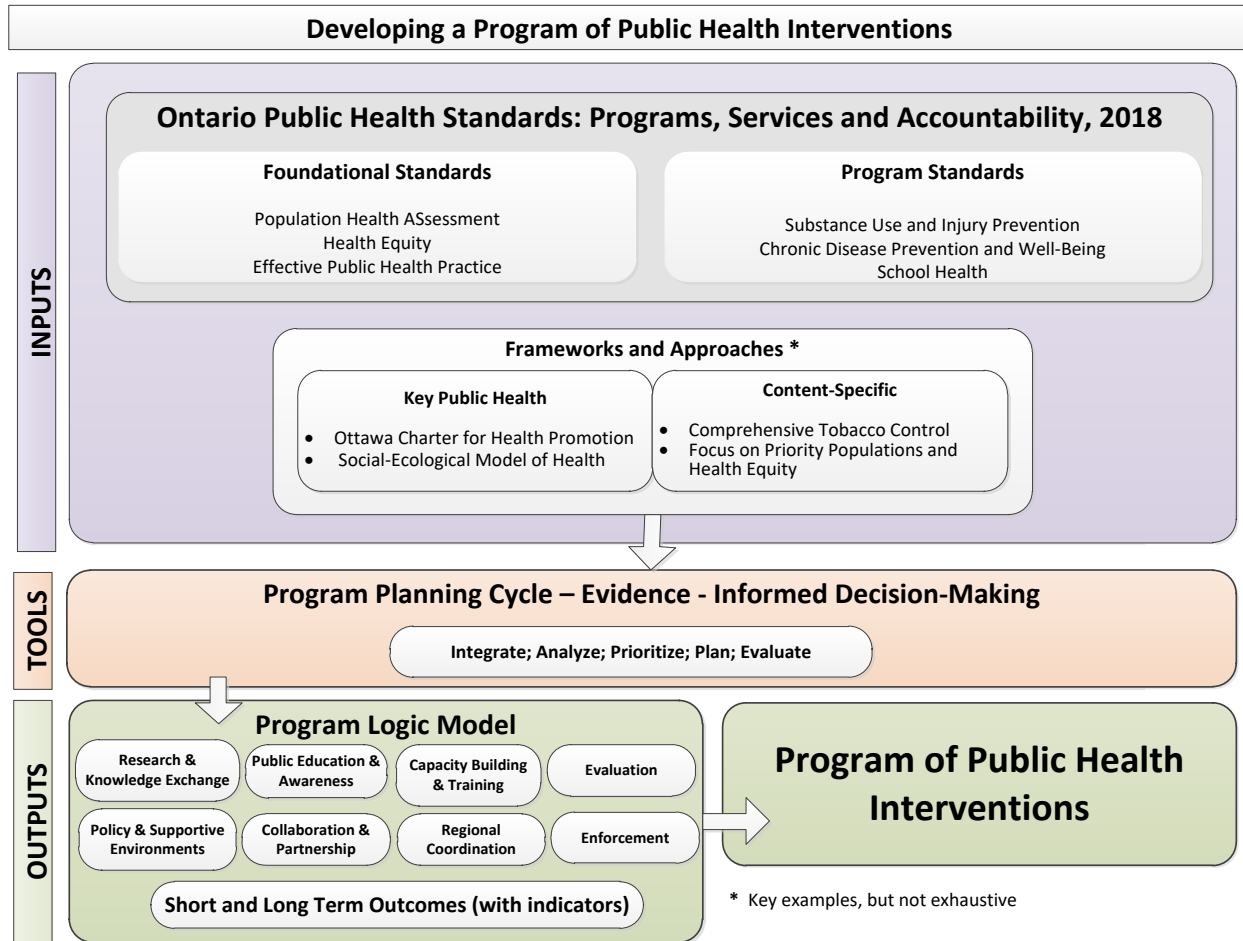 Developing a Program of Public Health Interventions
INPUTS
Ontario Public Health Standards: Programs, Services and Accountability, 2018
Foundational Standards
Population Health ASsessment
Health Equity
Effective Public Health Practice
Program Standards
Substance Use and Injury Prevention
Chronic Disease Prevention and Well-Being
School Health
Frameworks and Approaches *
Key Public Health
• Ottawa Charter for Health Promotion
• Social-Ecological Model of Health
Content-Specific
• Comprehensive Tobacco Control
• Focus on Priority Populations and
Health Equity
TOOLS
Program Planning Cycle – Evidence - Informed Decision-Making
Integrate; Analyze; Prioritize; Plan; Evaluate
OUTPUTS
Program Logic Model
Research &
Knowledge Exchange
Public Education &
Awareness
Capacity Building
& Training
Evaluation
Policy & Supportive
Environments
Collaboration &
Partnership
Regional
Coordination
Enforcement
Short and Long Term Outcomes (with indicators)
Program of Public Health
Interventions
* Key examples, but not exhaustive